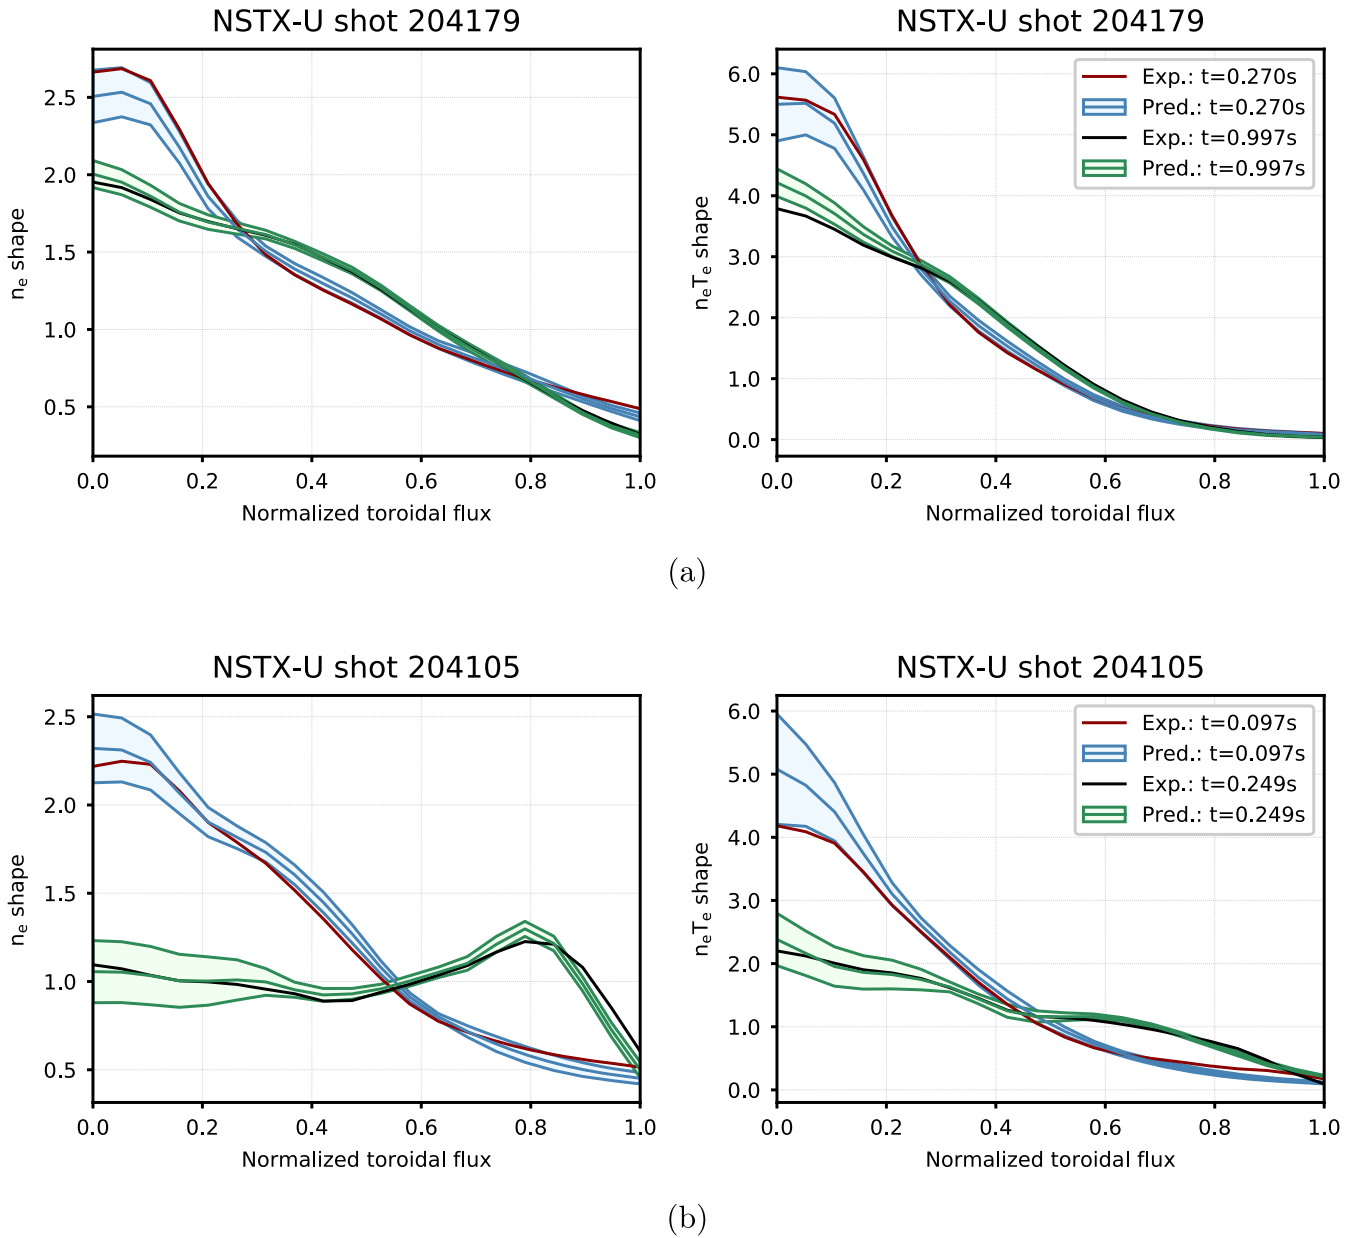 NSTX-U shot 204179
NSTX-U shot 204179
nₑ shape
2.5
2.0
1.5
1.0
0.5
0.0 0.2 0.4 0.6 0.8 1.0
Normalized toroidal flux
nₑTₑ shape
6.0
5.0
4.0
3.0
2.0
1.0
0.0
0.0 0.2 0.4 0.6 0.8 1.0
Normalized toroidal flux
Exp.: t=0.270s
Pred.: t=0.270s
Exp.: t=0.997s
Pred.: t=0.997s
(a)
NSTX-U shot 204105
NSTX-U shot 204105
nₑ shape
2.5
2.0
1.5
1.0
0.5
0.0 0.2 0.4 0.6 0.8 1.0
Normalized toroidal flux
nₑTₑ shape
6.0
5.0
4.0
3.0
2.0
1.0
0.0
0.0 0.2 0.4 0.6 0.8 1.0
Normalized toroidal flux
Exp.: t=0.097s
Pred.: t=0.097s
Exp.: t=0.249s
Pred.: t=0.249s
(b)